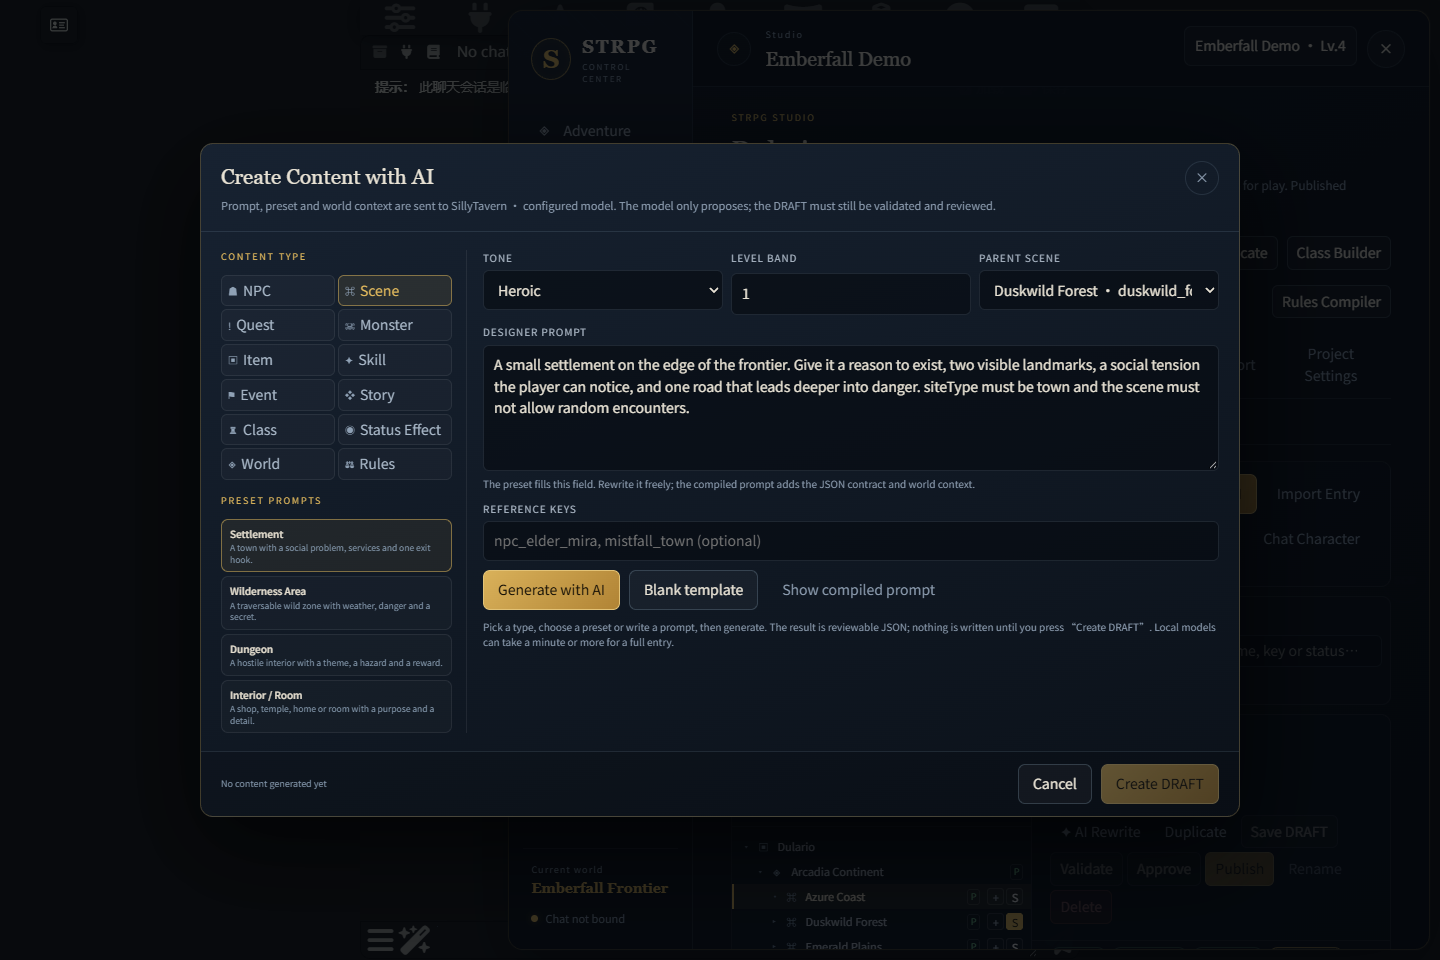 No chat
提示： 此聊天会话是临
S
STRPG
CONTROL
CENTER
Adventure
Studio
Emberfall Demo
Emberfall Demo • Lv.4
STRPG STUDIO
for play. Published
Class Builder
Rules Compiler
Project
Settings
Import Entry
Chat Character
me, key or status…
Create Content with AI
Prompt, preset and world context are sent to SillyTavern • configured model. The model only proposes; the DRAFT must still be validated and reviewed.
CONTENT TYPE
NPC
Scene
Quest
Monster
Item
Skill
Event
Story
Class
Status Effect
World
Rules
PRESET PROMPTS
Settlement
A town with a social problem, services and one exit
hook.
Wilderness Area
A traversable wild zone with weather, danger and a
secret.
Dungeon
A hostile interior with a theme, a hazard and a reward.
Interior / Room
A shop, temple, home or room with a purpose and a
detail.
TONE
Heroic
LEVEL BAND
1
PARENT SCENE
Duskwild Forest • duskwild_fo
DESIGNER PROMPT
A small settlement on the edge of the frontier. Give it a reason to exist, two visible landmarks, a social tension
the player can notice, and one road that leads deeper into danger. siteType must be town and the scene must
not allow random encounters.
The preset fills this field. Rewrite it freely; the compiled prompt adds the JSON contract and world context.
REFERENCE KEYS
npc_elder_mira, mistfall_town (optional)
Generate with AI
Blank template
Show compiled prompt
Pick a type, choose a preset or write a prompt, then generate. The result is reviewable JSON; nothing is written until you press “Create DRAFT”. Local models
can take a minute or more for a full entry.
No content generated yet
Cancel
Create DRAFT
Current world
Emberfall Frontier
Chat not bound
Dulario
Arcadia Continent P
Azure Coast P + S
Duskwild Forest P + S
Emerald Plains P + S
AI Rewrite
Duplicate
Save DRAFT
Validate
Approve
Publish
Rename
Delete